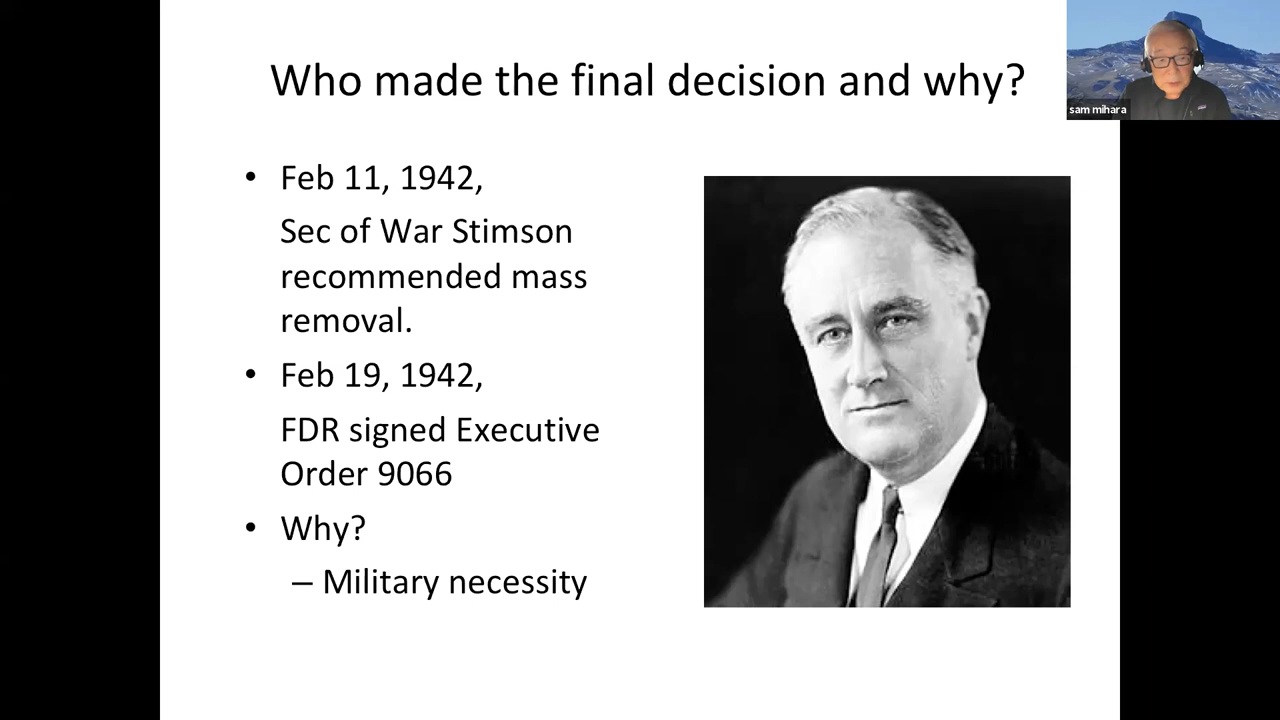 Who made the final decision and why?
sam mihara
• Feb 11, 1942,
Sec of War Stimson
recommended mass
removal.
• Feb 19, 1942,
FDR signed Executive
Order 9066
• Why?
– Military necessity